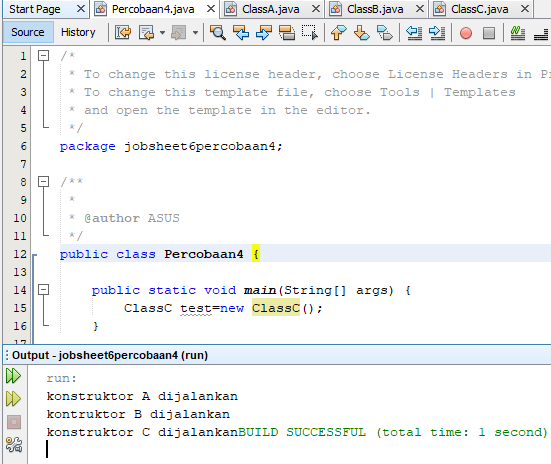 Start Page Percobaan4.java ClassA.java ClassB.java ClassC.java
Source History
1 /*
2 * To change this license header, choose License Headers in P
3 * To change this template file, choose Tools | Templates
4 * and open the template in the editor.
5 */
6 package jobsheet6percobaan4;
7
8 /**
9 *
10 * @author ASUS
11 */
12 public class Percobaan4 {
13
14 public static void main(String[] args) {
15 ClassC test=new ClassC();
16 }
17
Output - jobsheet6percobaan4 (run)
run:
konstruktor A dijalankan
kontruktor B dijalankan
konstruktor C dijalankanBUILD SUCCESSFUL (total time: 1 second)